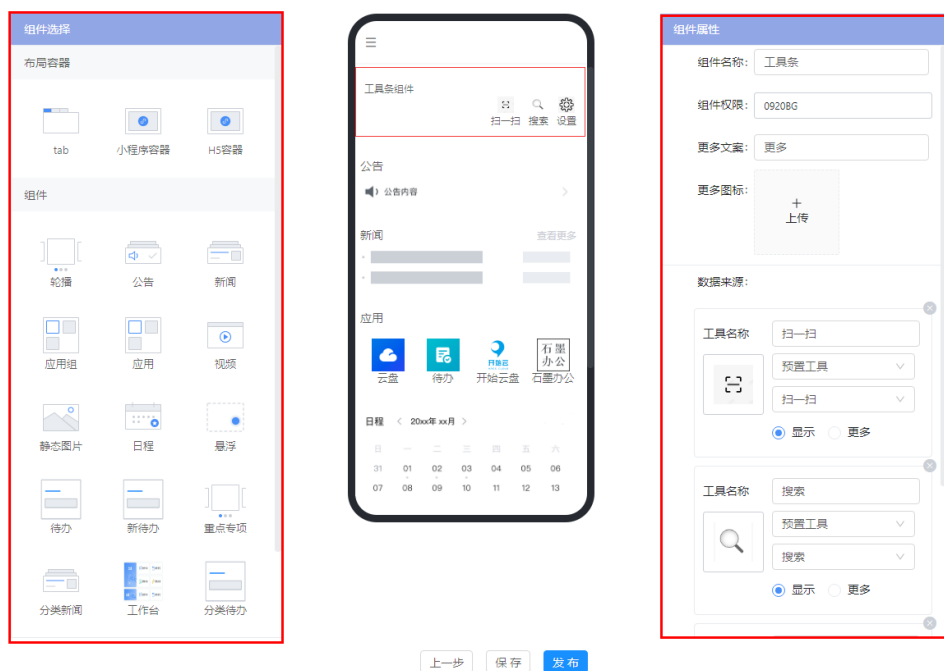 组件选择
布局容器
tab 小程序容器 H5容器
组件
轮播 公告 新闻
应用组 应用 视频
静态图片 日程 悬浮
待办 新待办 重点专项
分类新闻 工作台 分类待办
工具条组件
扫一扫 搜索 设置
公告
公告内容
新闻 查看更多
应用
开始云
石墨
办公
云盘 待办 开始云盘 石墨办公
日程 20xx年 xx月
日 一 二 三 四 五 六
31 01 02 03 04 05 06
07 08 09 10 11 12 13
组件属性
组件名称: 工具条
组件权限: 0920BG
更多文案: 更多
更多图标:
上传
数据来源:
工具名称 扫一扫
预置工具
扫一扫
显示 更多
工具名称 搜索
预置工具
搜索
显示 更多
上一步 保存 发布